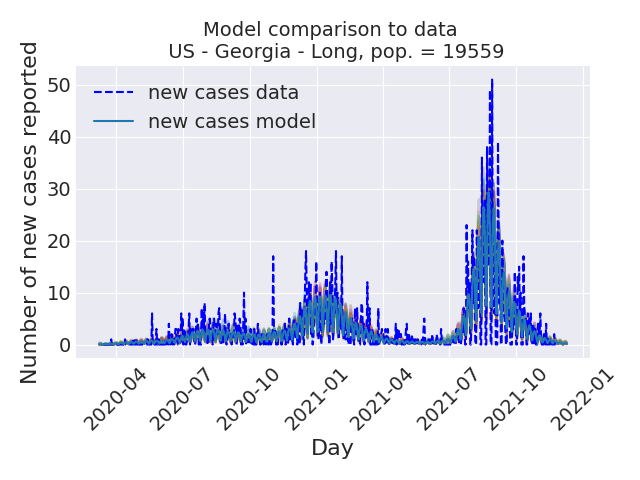 Model comparison to data
US - Georgia - Long, pop. = 19559
Number of new cases reported
50
40
30
20
10
0
new cases data
new cases model
2020-04
2020-07
2020-10
2021-01
2021-04
2021-07
2021-10
2022-01
Day